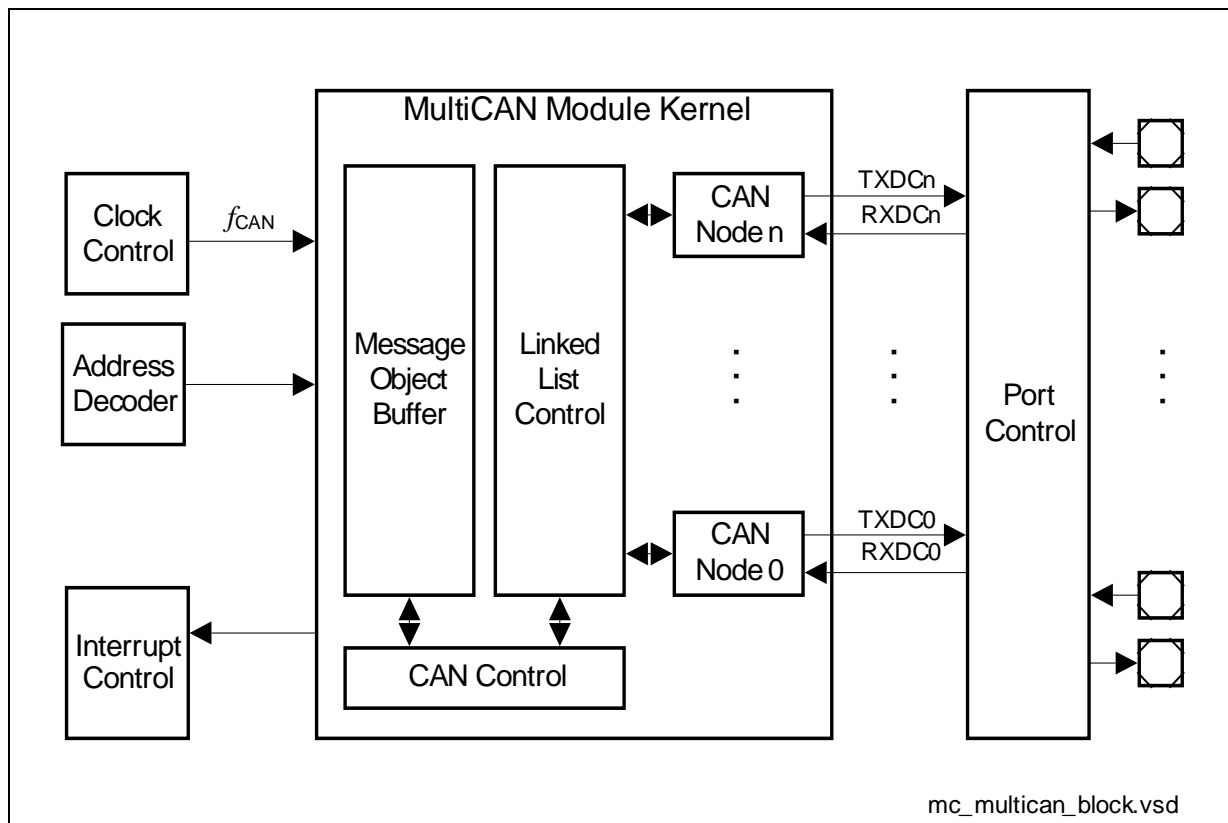 MultiCAN Module Kernel
Clock
Control
fCAN
Address
Decoder
Interrupt
Control
Message
Object
Buffer
Linked
List
Control
CAN
Node n
TXDCn
RXDCn
CAN
Node 0
TXDC0
RXDC0
CAN Control
Port
Control
mc_multican_block.vsd